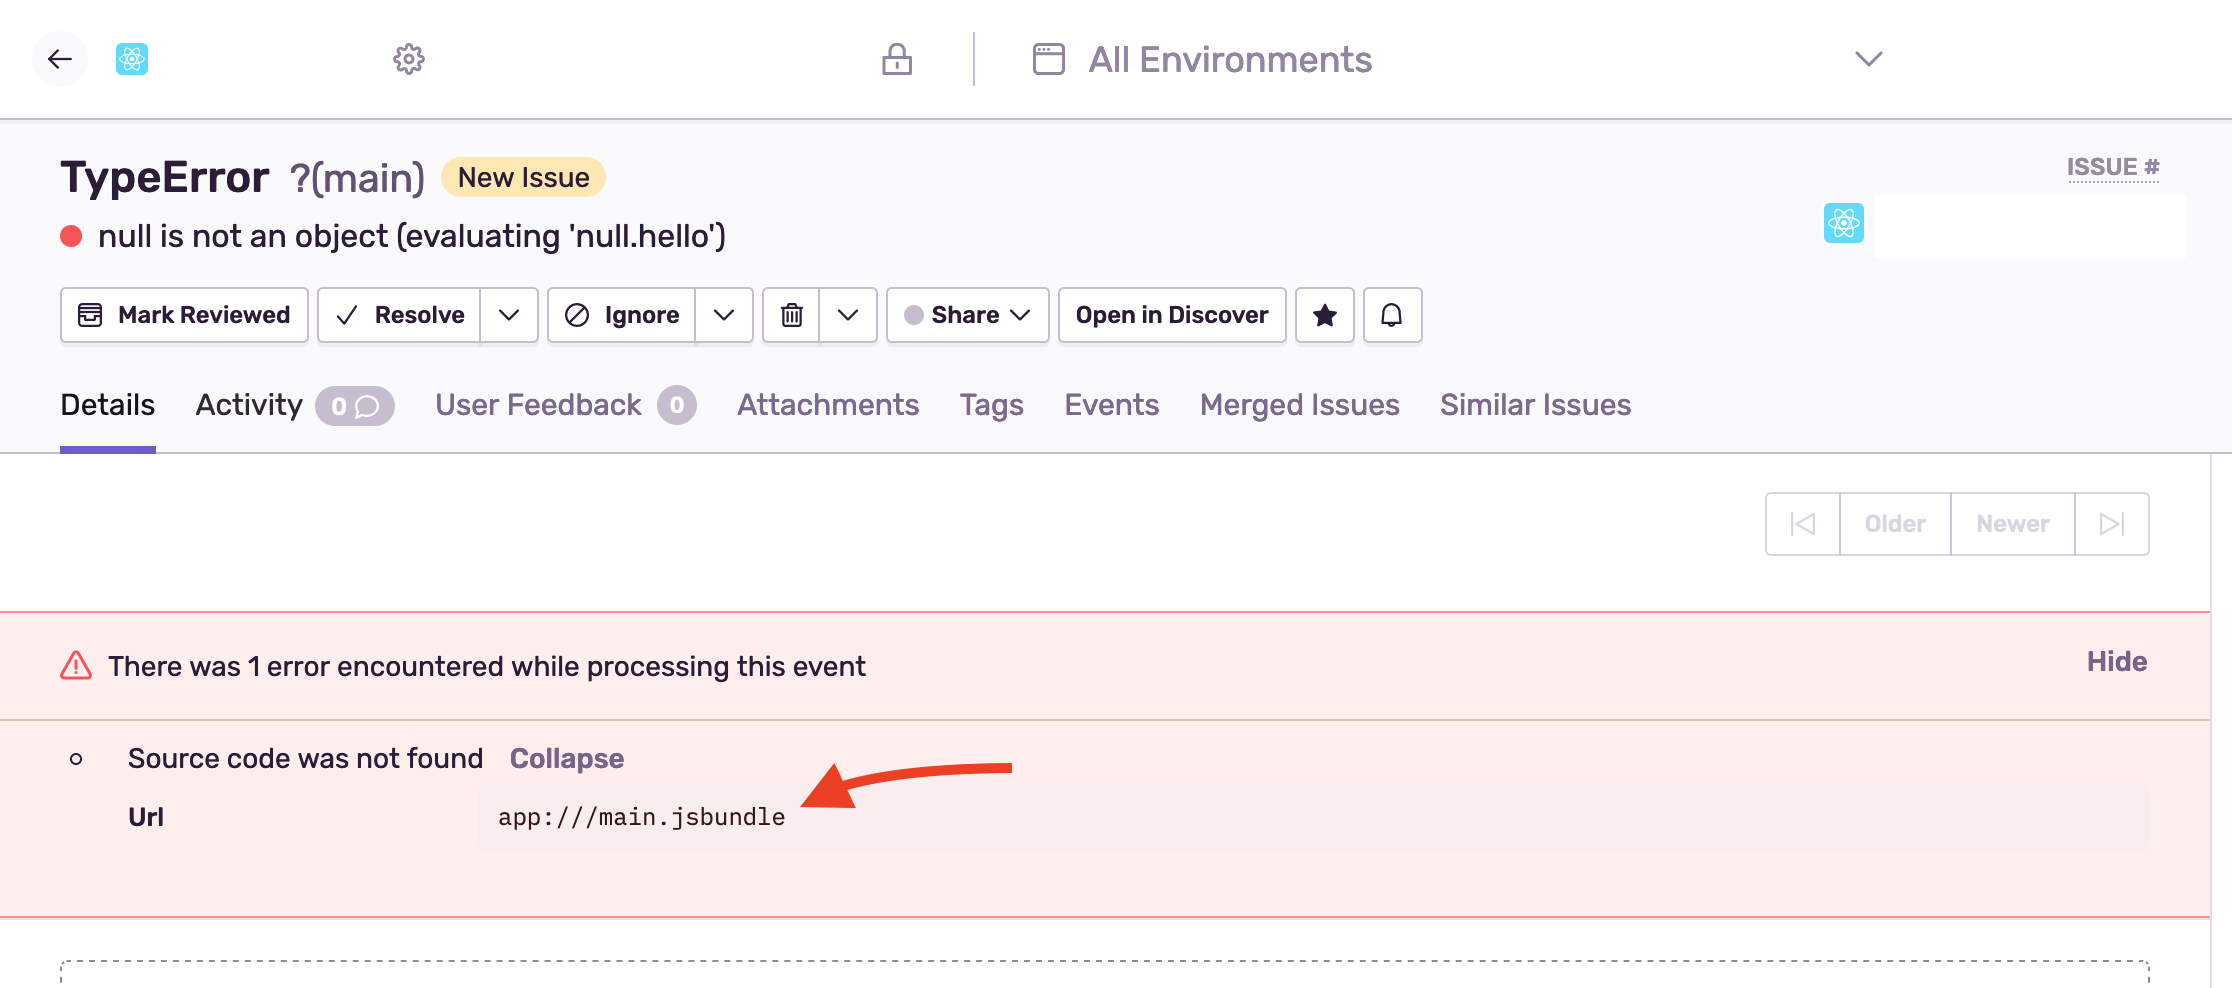 All Environments
TypeError ?(main) New Issue
ISSUE #
null is not an object (evaluating 'null.hello')
Mark Reviewed Resolve Ignore Share Open in Discover
Details Activity 0 User Feedback 0 Attachments Tags Events Merged Issues Similar Issues
Older Newer
There was 1 error encountered while processing this event Hide
Source code was not found Collapse
Url app:///main.jsbundle